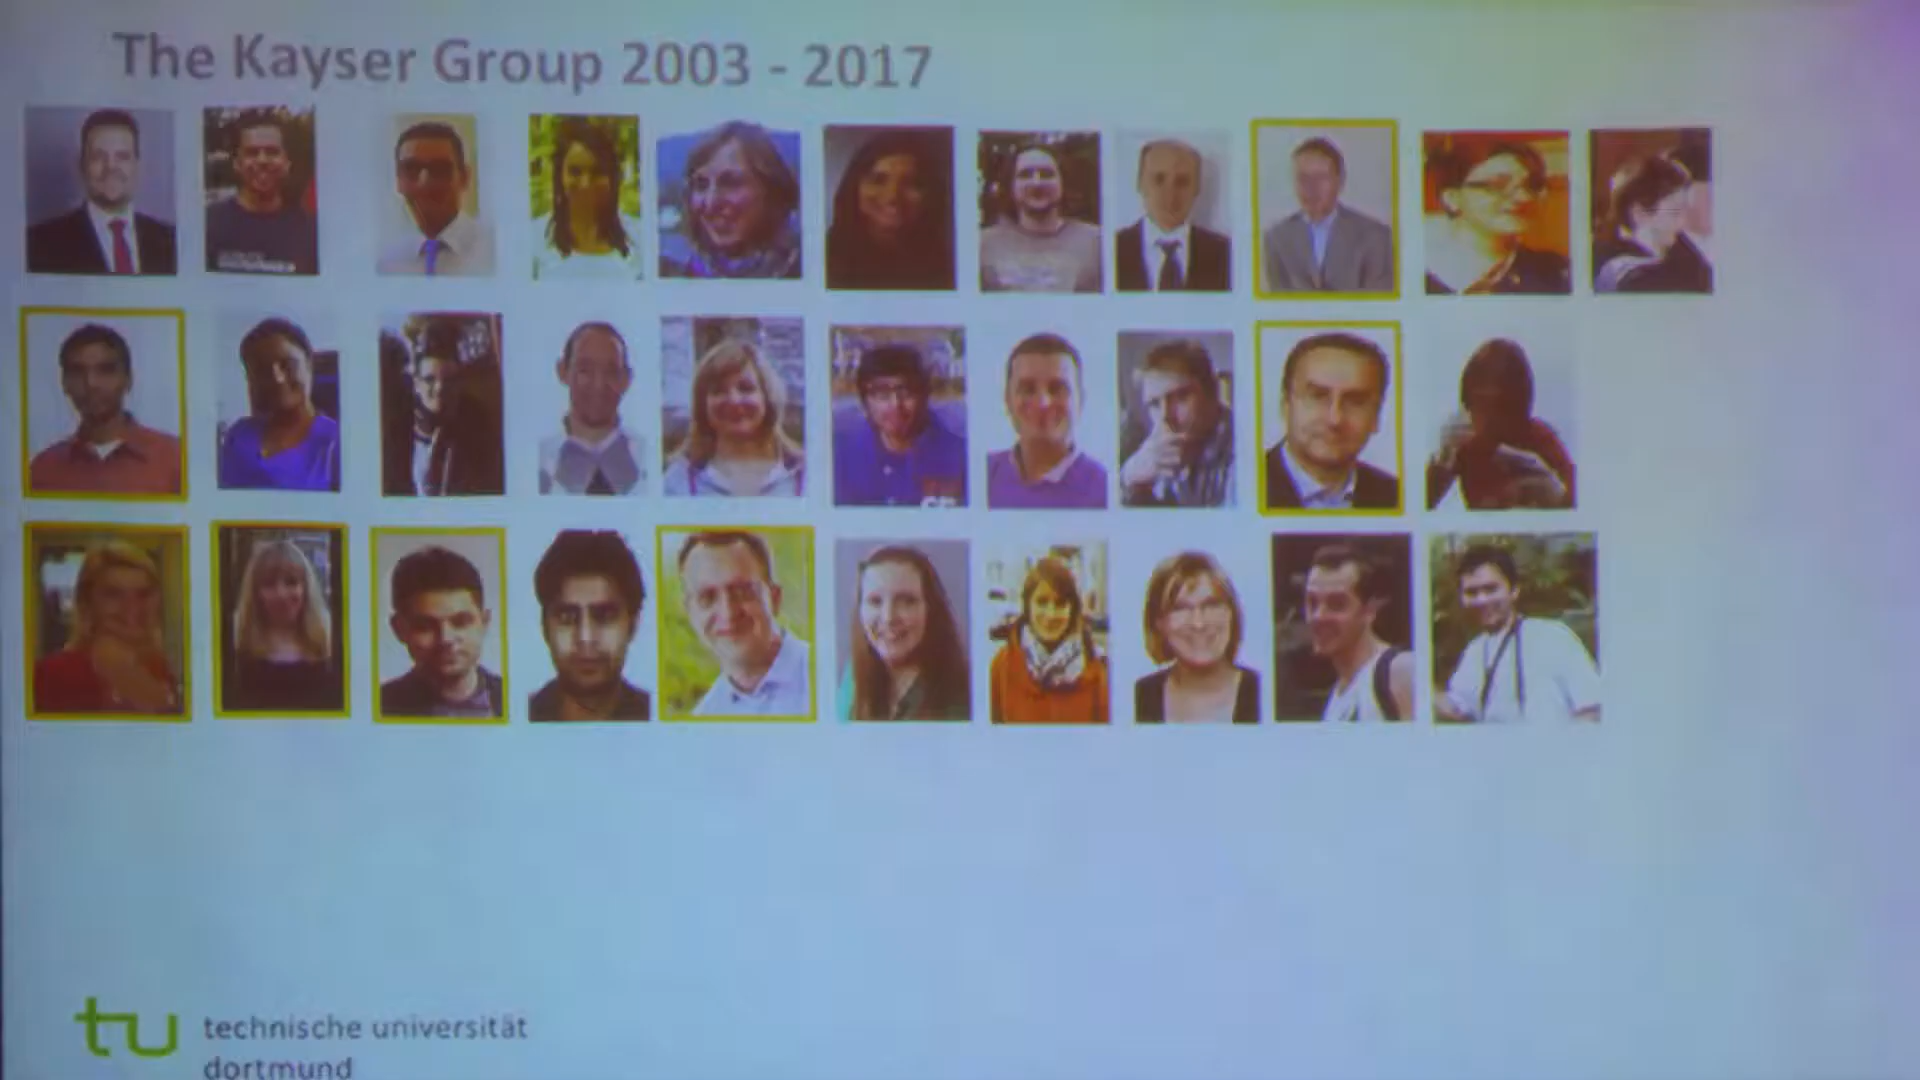 The Kayser Group 2003 - 2017
tu
technische universität
dortmund